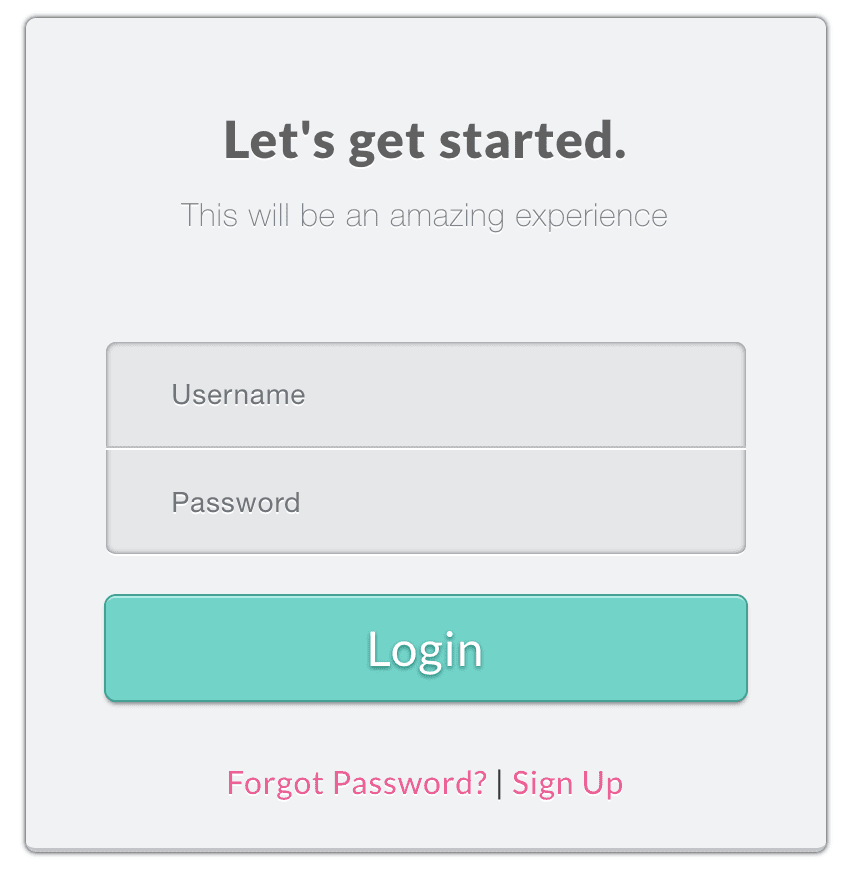 Let's get started.
This will be an amazing experience
Username
Password
Login
Forgot Password? | Sign Up